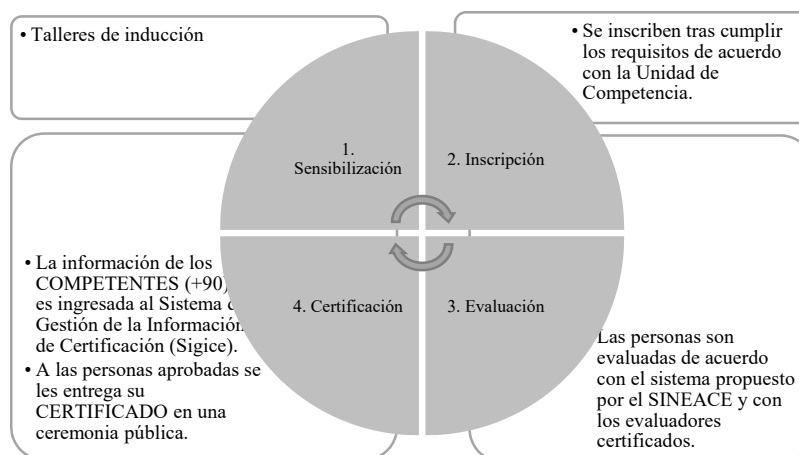 • Talleres de inducción
• Se inscriben tras cumplir
los requisitos de acuerdo
con la Unidad de
Competencia.
1.
Sensibilización
2. Inscripción
• La información de los
COMPETENTES (+90)
es ingresada al Sistema
Gestión de la Información
de Certificación (Sigice).
• A las personas aprobadas se
les entrega su
CERTIFICADO en una
ceremonia pública.
4. Certificación
3. Evaluación
Las personas son
evaluadas de acuerdo
con el sistema propuesto
por el SINEACE y con
los evaluadores
certificados.